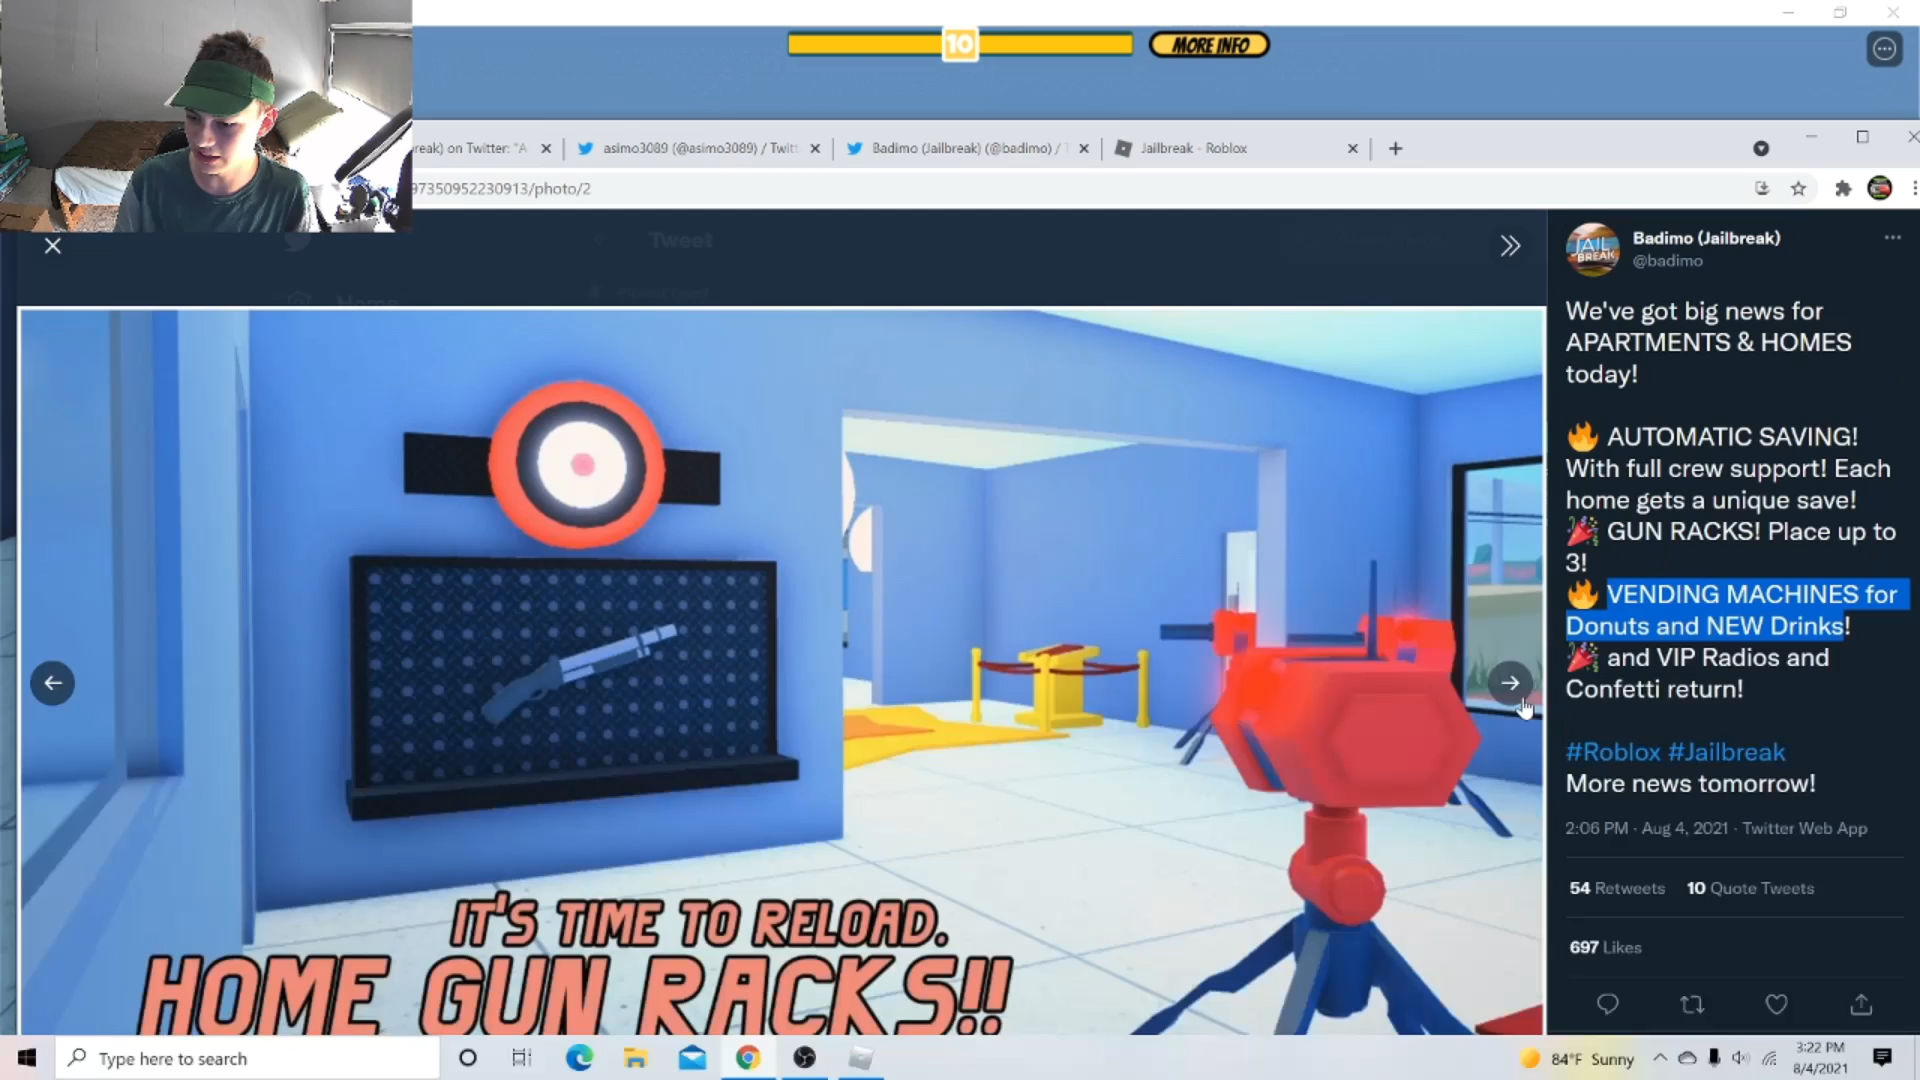 10
MORE INFO
reak) on Twitter: "A
asimo3089 (@asimo3089) / Twitt
Badimo (Jailbreak) (@badimo) / T
Jailbreak - Roblox
97350952230913/photo/2
Tweet
Home
Badimo (Jailbreak)
@badimo
JAIL
BREAK
We've got big news for
APARTMENTS & HOMES
today!
🔥 AUTOMATIC SAVING!
With full crew support! Each
home gets a unique save!
🎉 GUN RACKS! Place up to
3!
🔥 VENDING MACHINES for
Donuts and NEW Drinks!
🎉 and VIP Radios and
Confetti return!
#Roblox #Jailbreak
More news tomorrow!
2:06 PM · Aug 4, 2021 · Twitter Web App
54 Retweets 10 Quote Tweets
697 Likes
IT'S TIME TO RELOAD.
HOME GUN RACKS!!
Type here to search
84°F Sunny
3:22 PM
8/4/2021